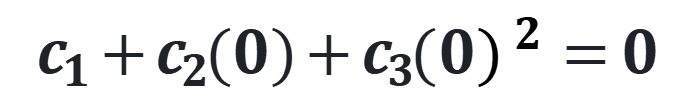 c₁ + c₂(0) + c₃(0)² = 0